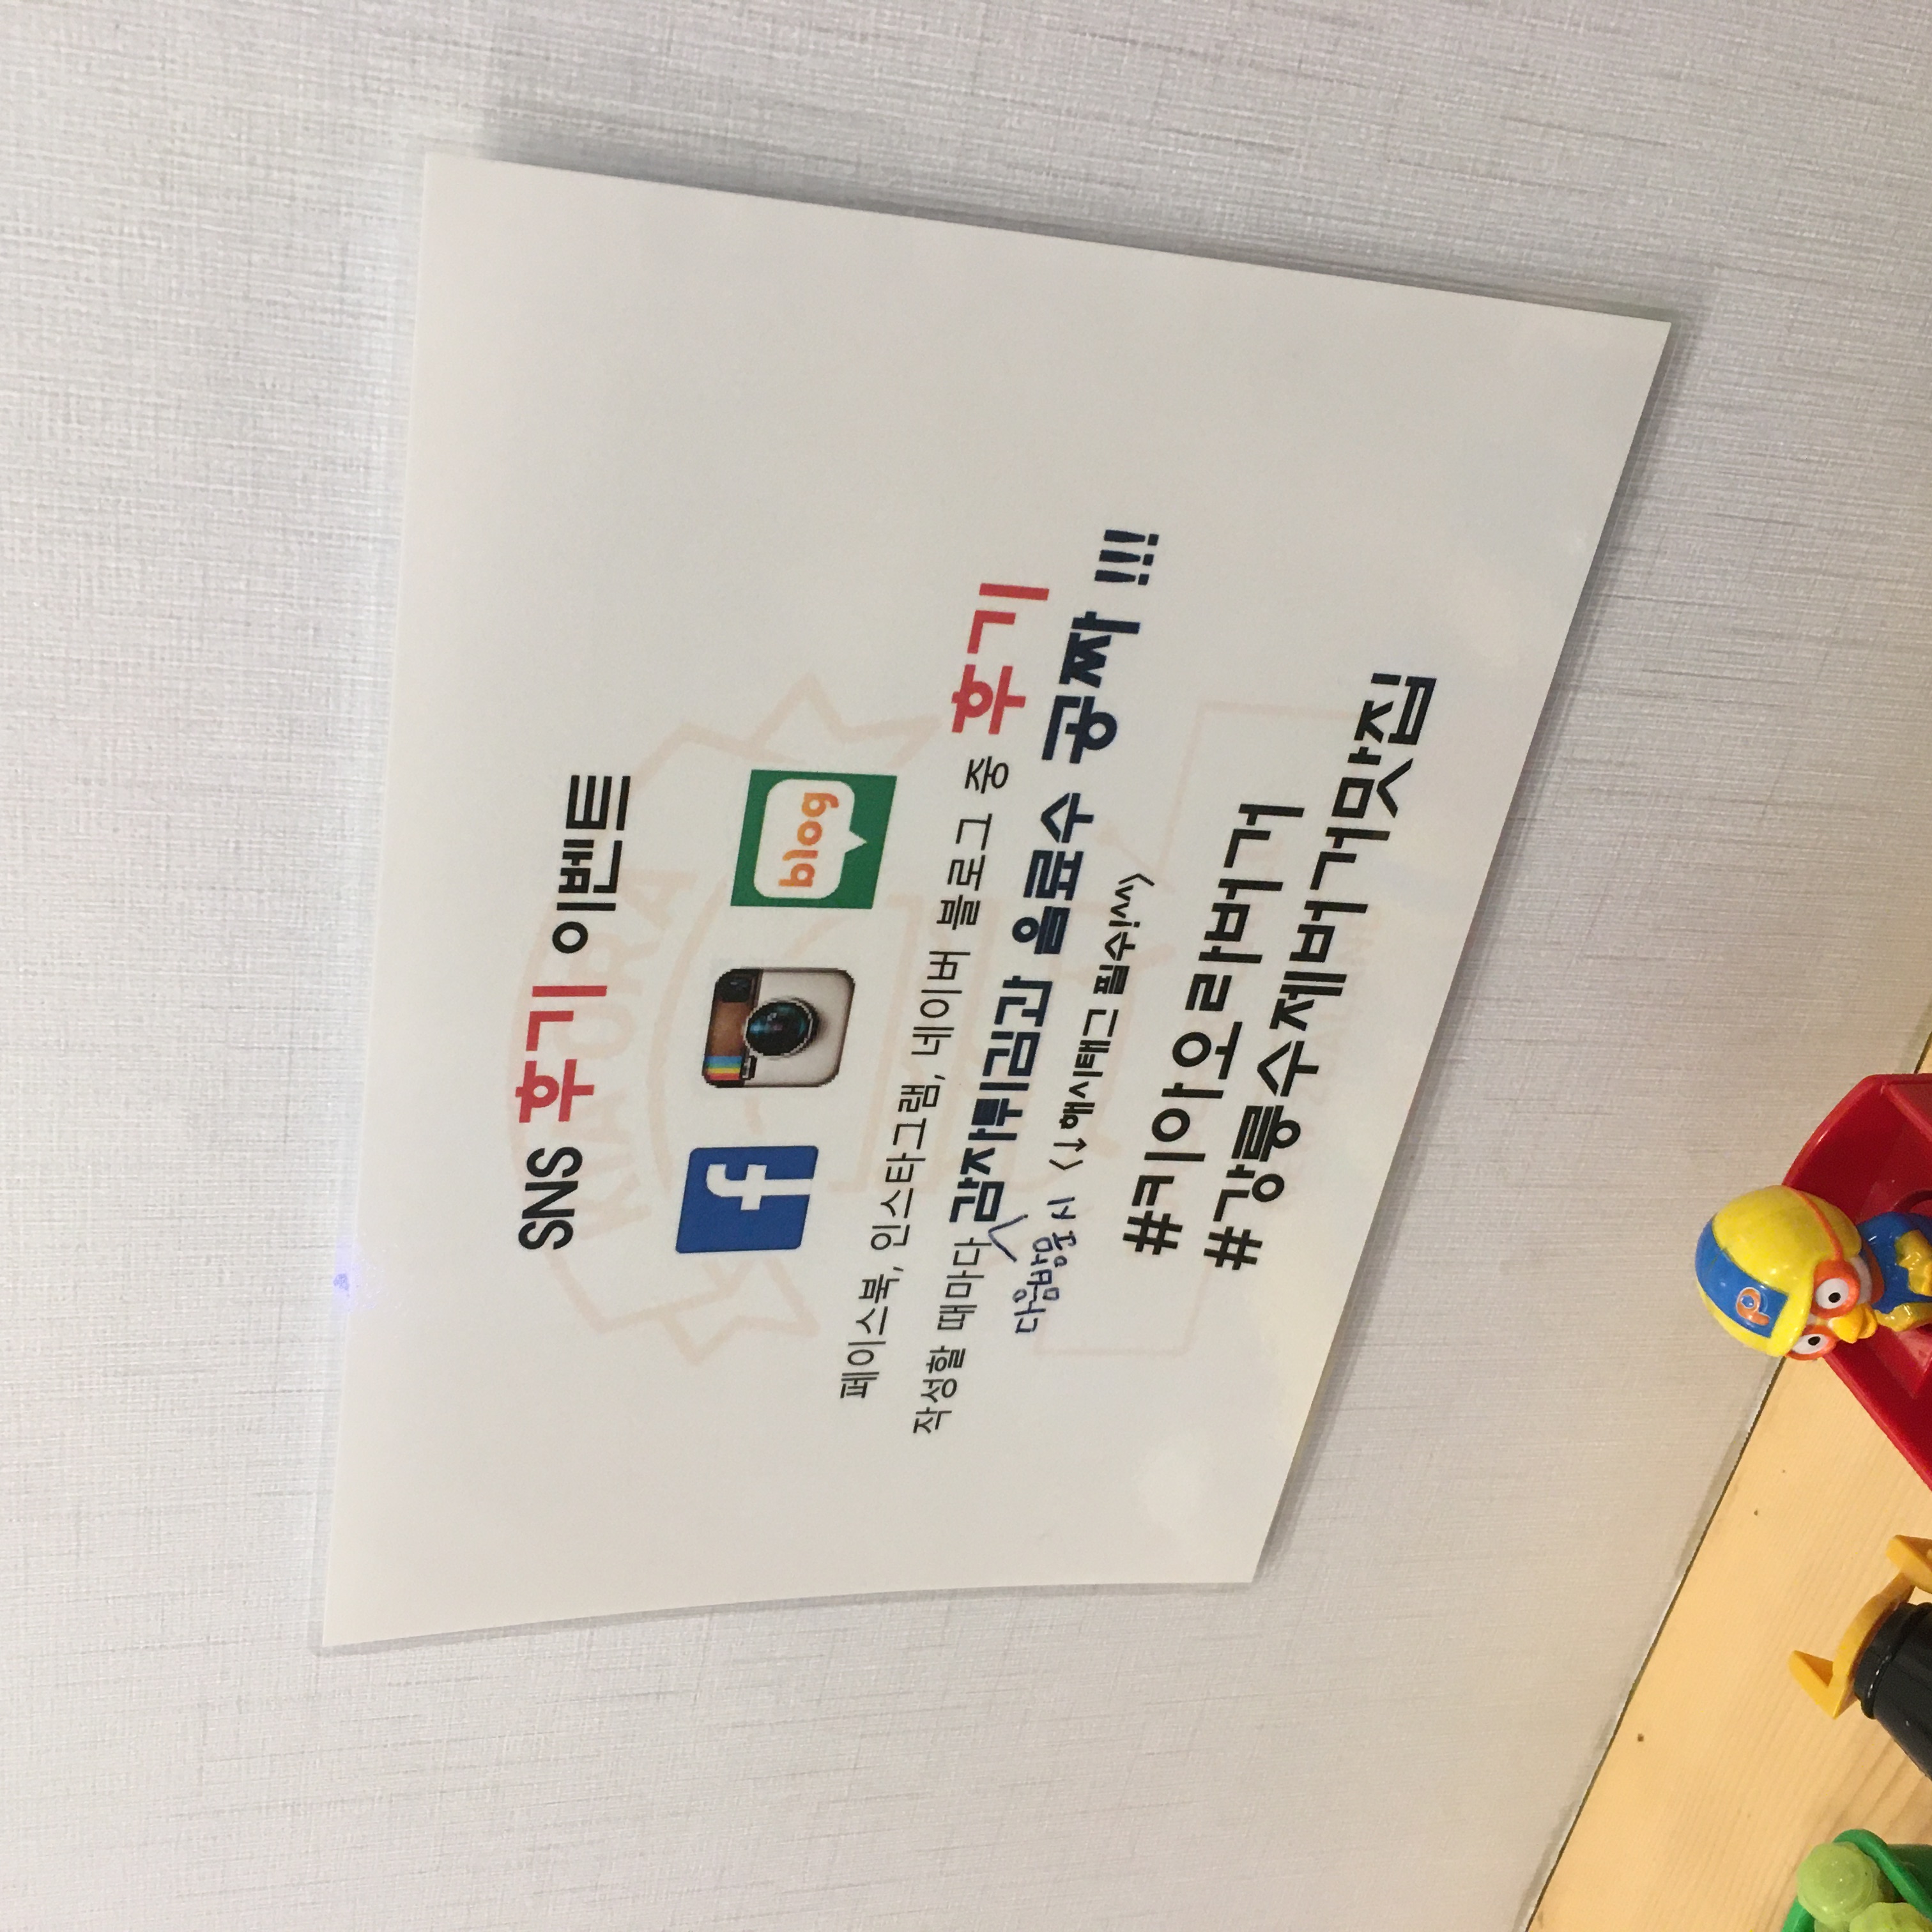 SNS 후기 이벤트
blog
페이스북, 인스타그램, 네이버 블로그 중 후기
작성할 때마다 감자튀김과 음료수 공짜 !!!
다음방문시 <↓해시태그 필수!^^>
#키아오라버거
#강릉수제버거맛집
KIA ORA
P